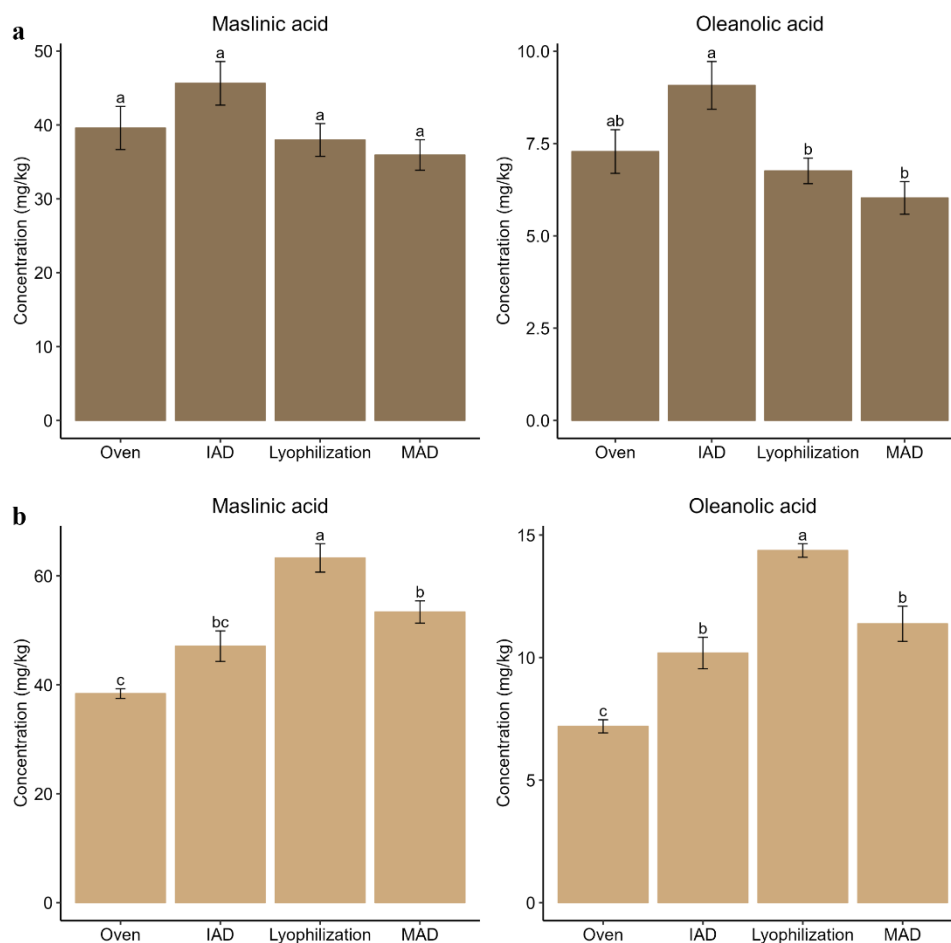 a
Maslinic acid
Concentration (mg/kg)
50
40
30
20
10
0
a
a
a
a
Oven IAD Lyophilization MAD
Oleanolic acid
Concentration (mg/kg)
10.0
7.5
5.0
2.5
0.0
ab
a
b
b
Oven IAD Lyophilization MAD
b
Maslinic acid
Concentration (mg/kg)
60
40
20
0
c
bc
a
b
Oven IAD Lyophilization MAD
Oleanolic acid
Concentration (mg/kg)
15
10
5
0
c
b
a
b
Oven IAD Lyophilization MAD